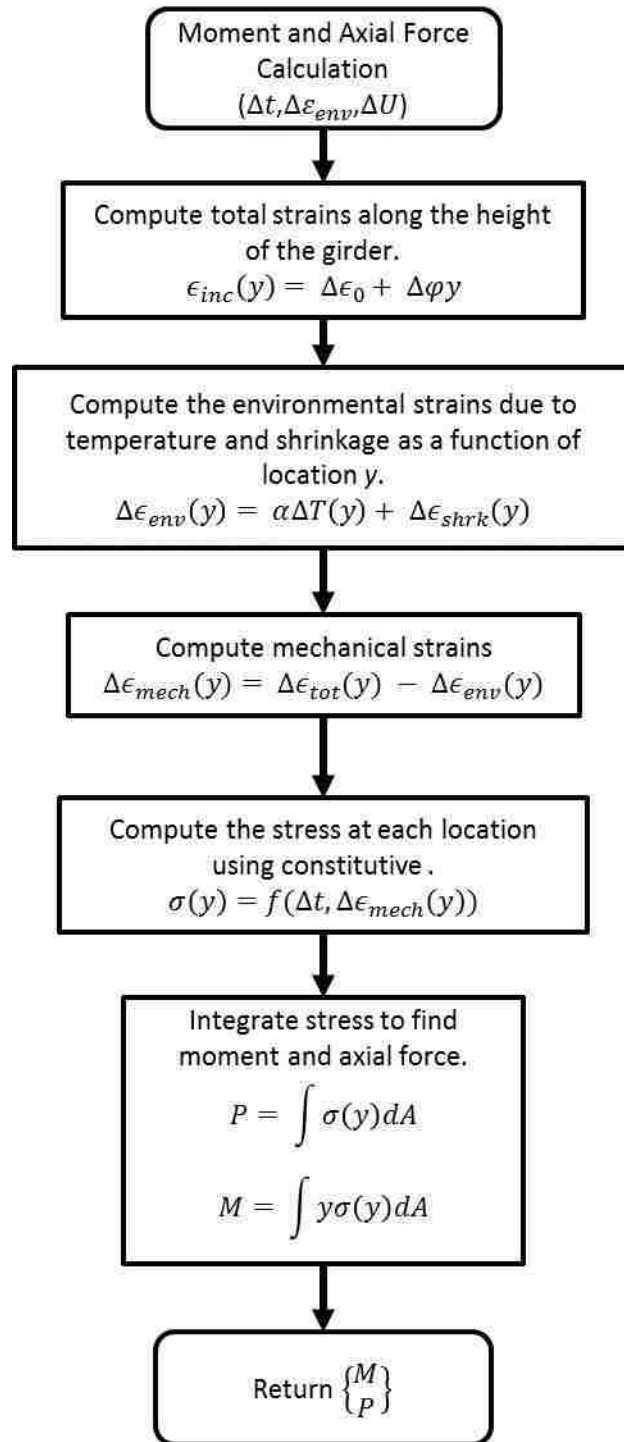 Moment and Axial Force
Calculation
(Δt,Δε_env,ΔU)
Compute total strains along the height
of the girder.
ϵ_inc(y) = Δϵ_0 + Δφy
Compute the environmental strains due to
temperature and shrinkage as a function of
location y.
Δϵ_env(y) = αΔT(y) + Δϵ_shrk(y)
Compute mechanical strains
Δϵ_mech(y) = Δϵ_tot(y) − Δϵ_env(y)
Compute the stress at each location
using constitutive .
σ(y) = f(Δt, Δϵ_mech(y))
Integrate stress to find
moment and axial force.
P = ∫ σ(y)dA
M = ∫ yσ(y)dA
Return {M
P}